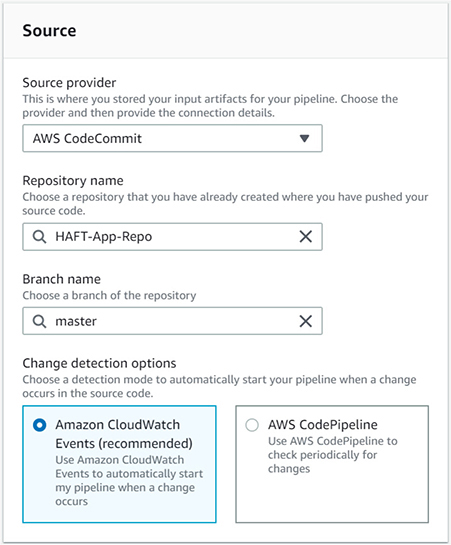 Source
Source provider
This is where you stored your input artifacts for your pipeline. Choose the
provider and then provide the connection details.
AWS CodeCommit
Repository name
Choose a repository that you have already created where you have pushed your
source code.
HAFT-App-Repo
Branch name
Choose a branch of the repository
master
Change detection options
Choose a detection mode to automatically start your pipeline when a change
occurs in the source code.
Amazon CloudWatch
Events (recommended)
Use Amazon CloudWatch
Events to automatically start
my pipeline when a change
occurs
AWS CodePipeline
Use AWS CodePipeline to
check periodically for
changes